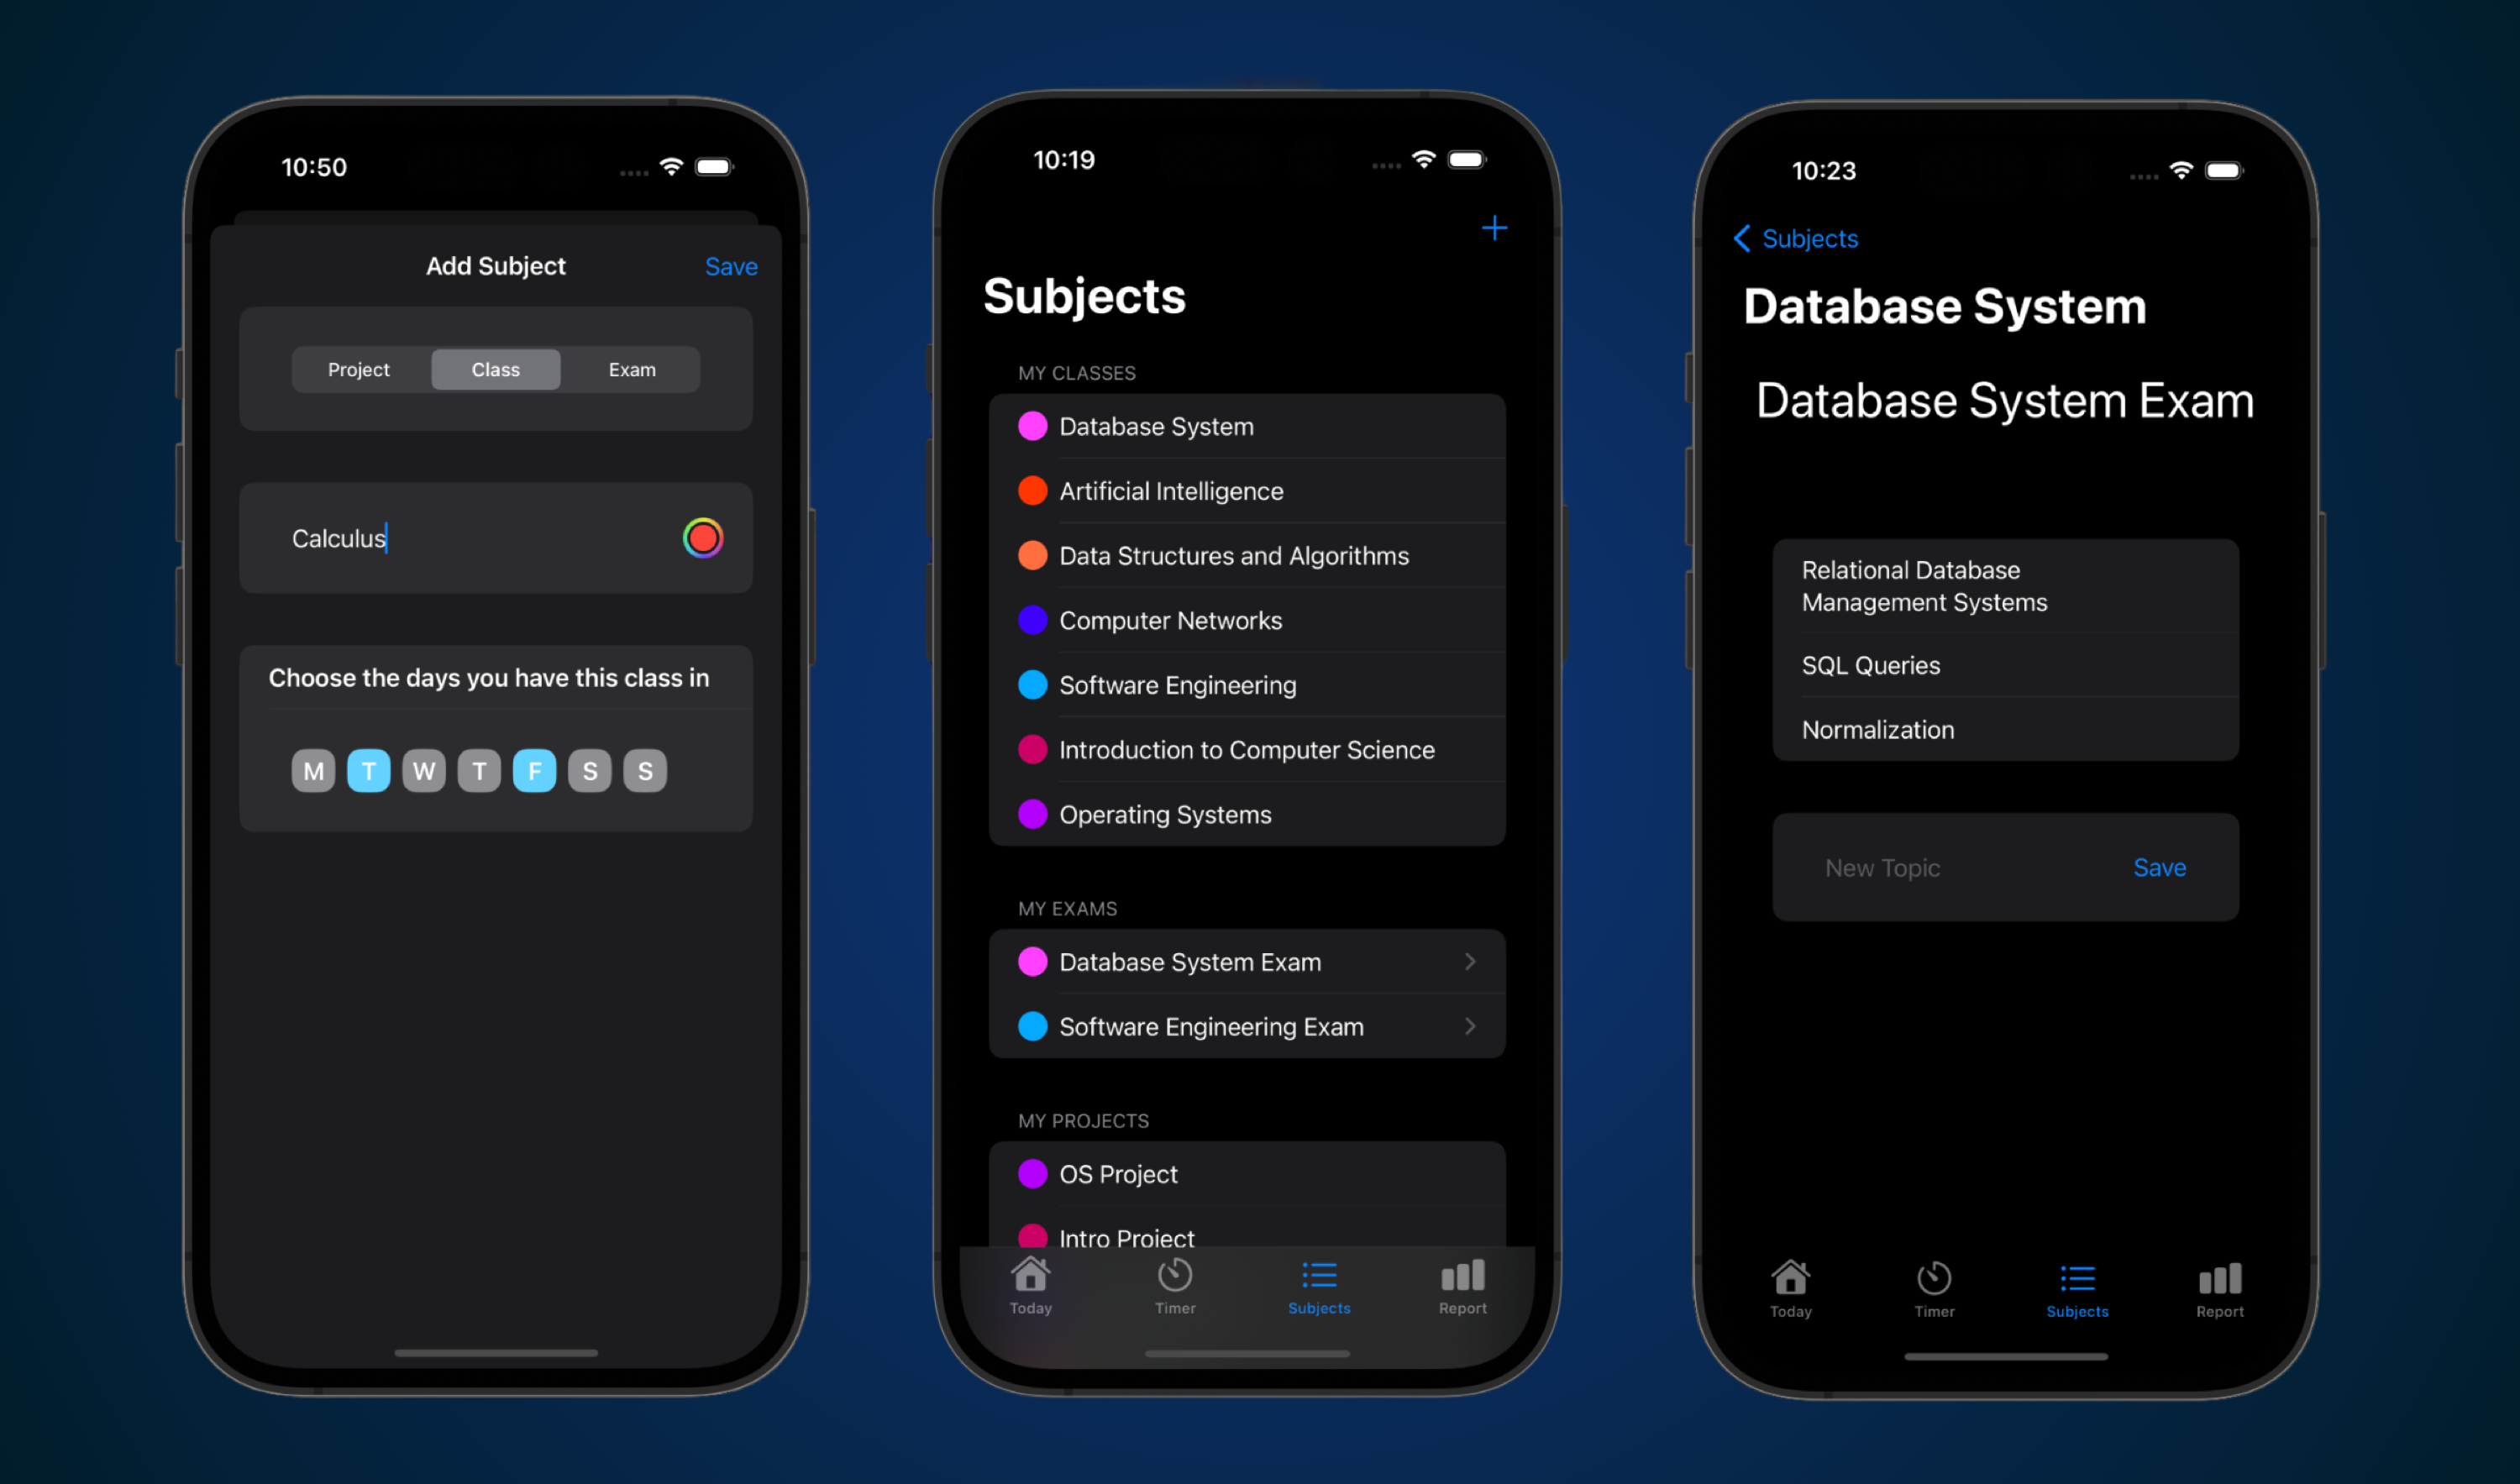 10:50
Add Subject
Save
Project Class Exam
Calculus
Choose the days you have this class in
M T W T F S S
10:19
Subjects
MY CLASSES
Database System
Artificial Intelligence
Data Structures and Algorithms
Computer Networks
Software Engineering
Introduction to Computer Science
Operating Systems
MY EXAMS
Database System Exam
Software Engineering Exam
MY PROJECTS
OS Project
Intro Project
Today Timer Subjects Report
10:23
Subjects
Database System
Database System Exam
Relational Database
Management Systems
SQL Queries
Normalization
New Topic Save
Today Timer Subjects Report